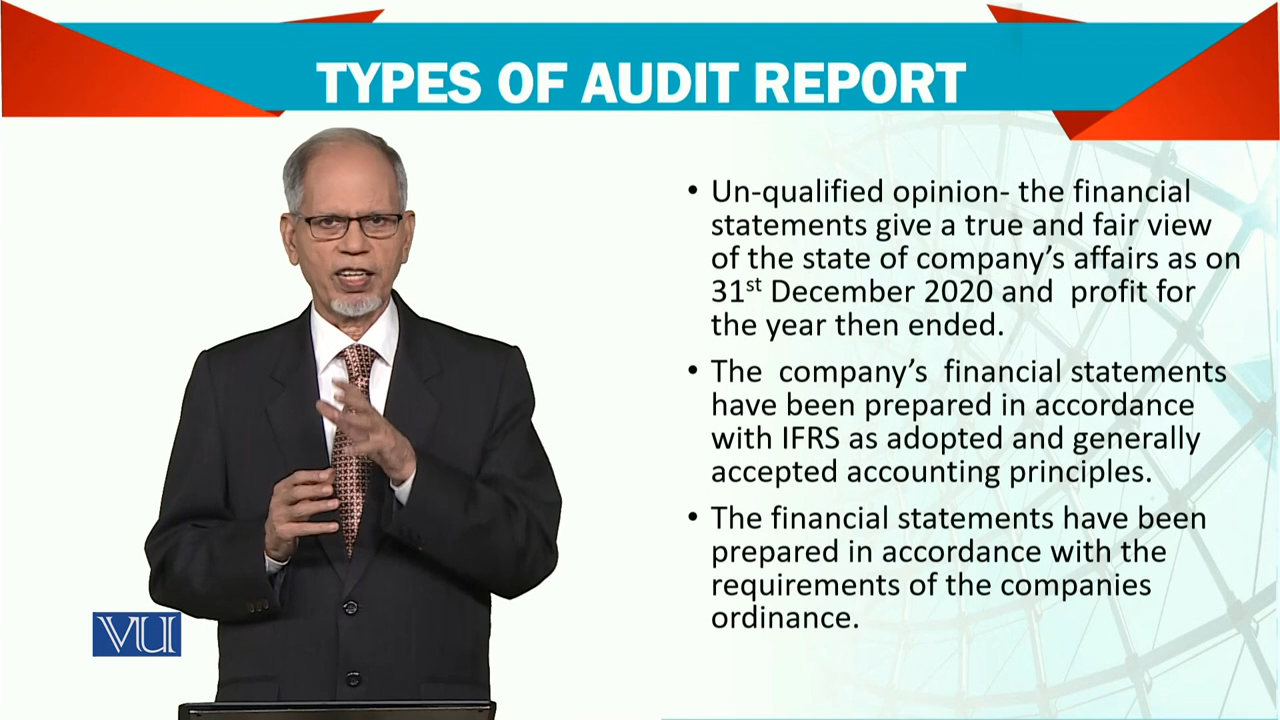 TYPES OF AUDIT REPORT
• Un-qualified opinion- the financial
statements give a true and fair view
of the state of company’s affairs as on
31st December 2020 and  profit for
the year then ended.
• The  company’s  financial statements
have been prepared in accordance
with IFRS as adopted and generally
accepted accounting principles.
• The financial statements have been
prepared in accordance with the
requirements of the companies
ordinance.
VU